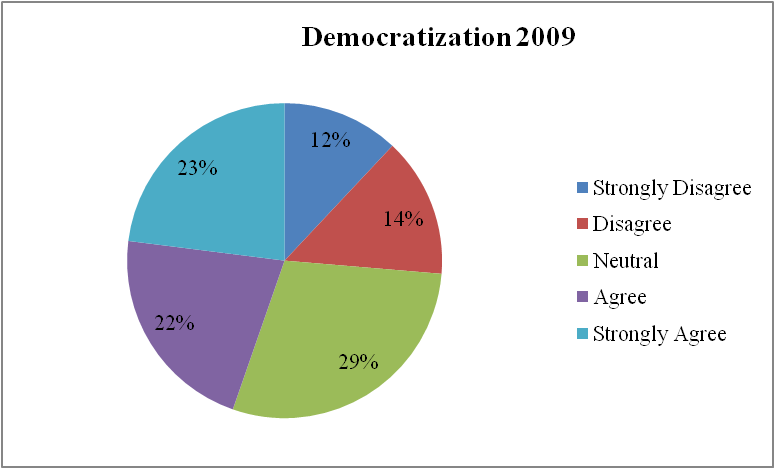 Democratization 2009
12%
14%
29%
22%
23%
Strongly Disagree
Disagree
Neutral
Agree
Strongly Agree